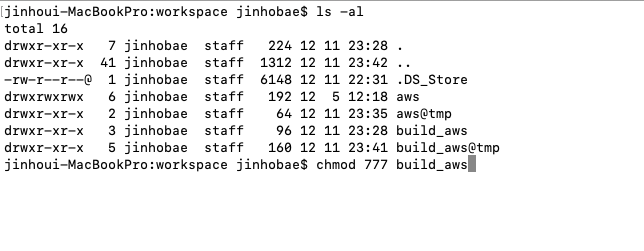 jinhoui-MacBookPro:workspace jinhobae$ ls -al
total 16
drwxr-xr-x   7 jinhobae  staff   224 12 11 23:28 .
drwxr-xr-x  41 jinhobae  staff  1312 12 11 23:42 ..
-rw-r--r--@  1 jinhobae  staff  6148 12 11 22:31 .DS_Store
drwxrwxrwx   6 jinhobae  staff   192 12  5 12:18 aws
drwxr-xr-x   2 jinhobae  staff    64 12 11 23:35 aws@tmp
drwxr-xr-x   3 jinhobae  staff    96 12 11 23:28 build_aws
drwxr-xr-x   5 jinhobae  staff   160 12 11 23:41 build_aws@tmp
jinhoui-MacBookPro:workspace jinhobae$ chmod 777 build_aws